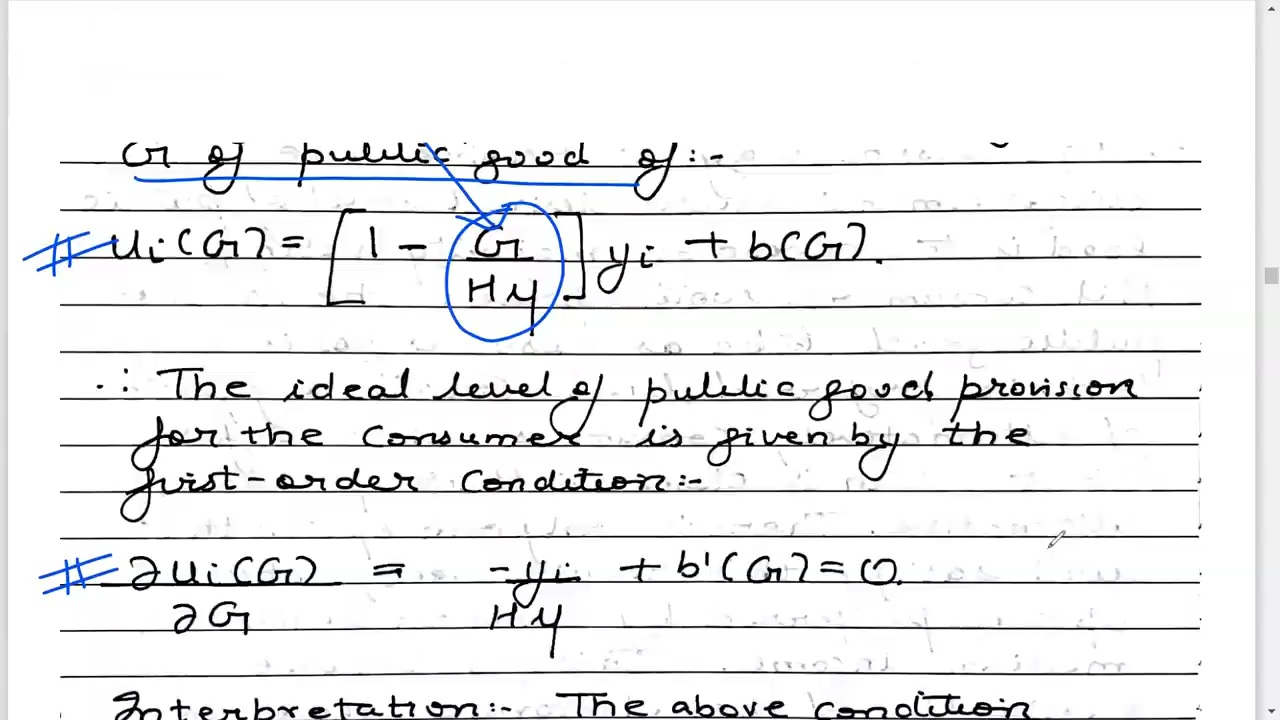 G of public good of:-
# Ui(G) = [1 - G/Hy] yi + b(G).
∴ The ideal level of public good provision
for the consumer is given by the
first-order condition:-
# ∂Ui(G)/∂G = -yi/Hy + b'(G) = 0.
Interpretation:- The above condition